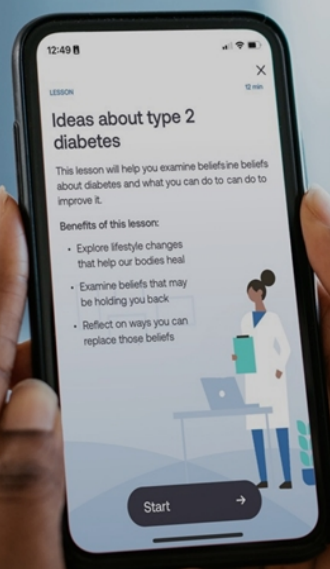 12:49
LESSON
12 min
Ideas about type 2
diabetes
This lesson will help you examine beliefs ine beliefs
about diabetes and what you can do to can do to
improve it.
Benefits of this lesson:
• Explore lifestyle changes
that help our bodies heal
• Examine beliefs that may
be holding you back
• Reflect on ways you can
replace those beliefs
Start